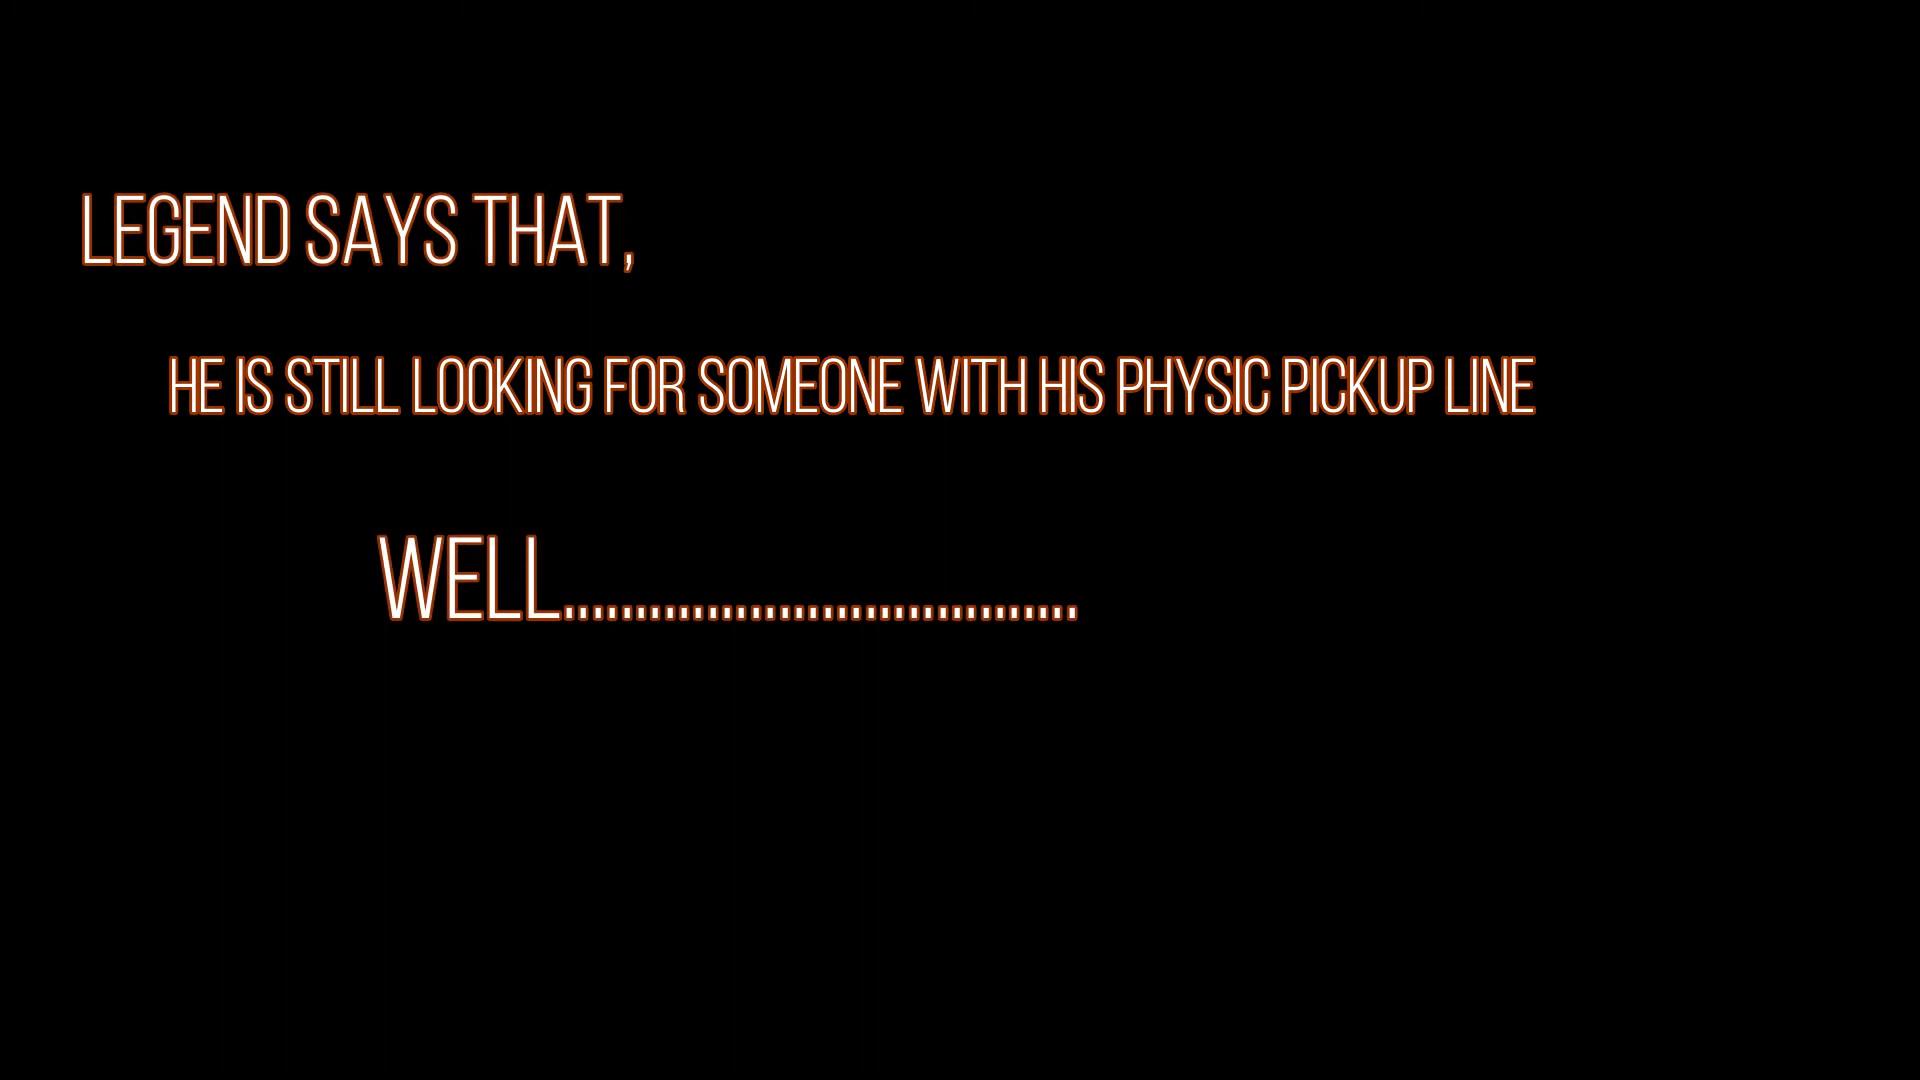 LEGEND SAYS THAT,
HE IS STILL LOOKING FOR SOMEONE WITH HIS PHYSIC PICKUP LINE
WELL....................................